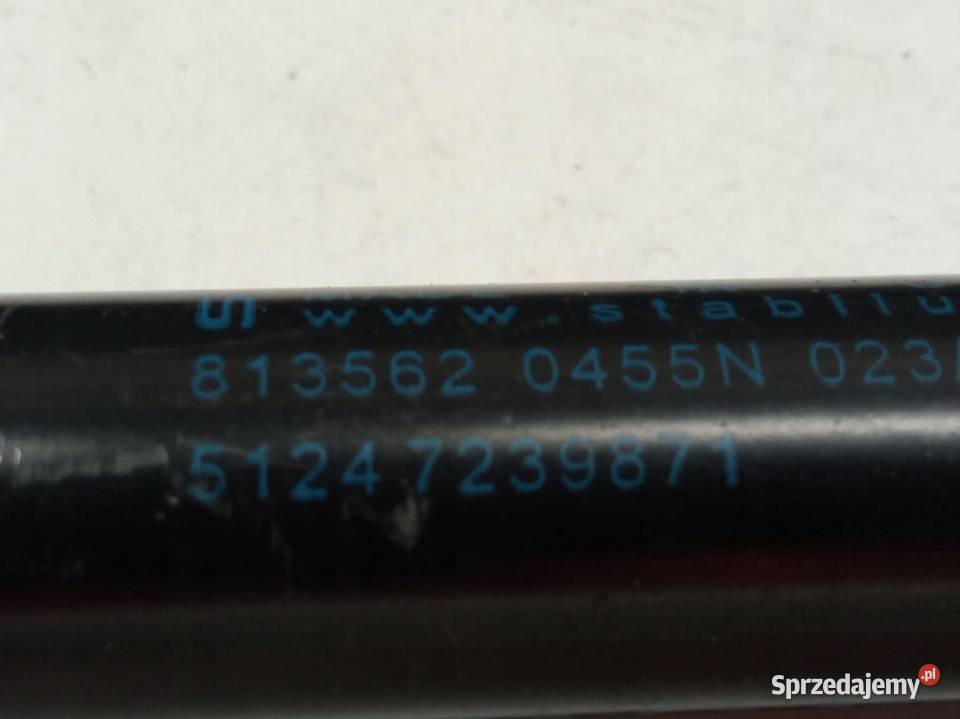 www.stabilu
813562 0455N 023
51247239871
Sprzedajemy.pl